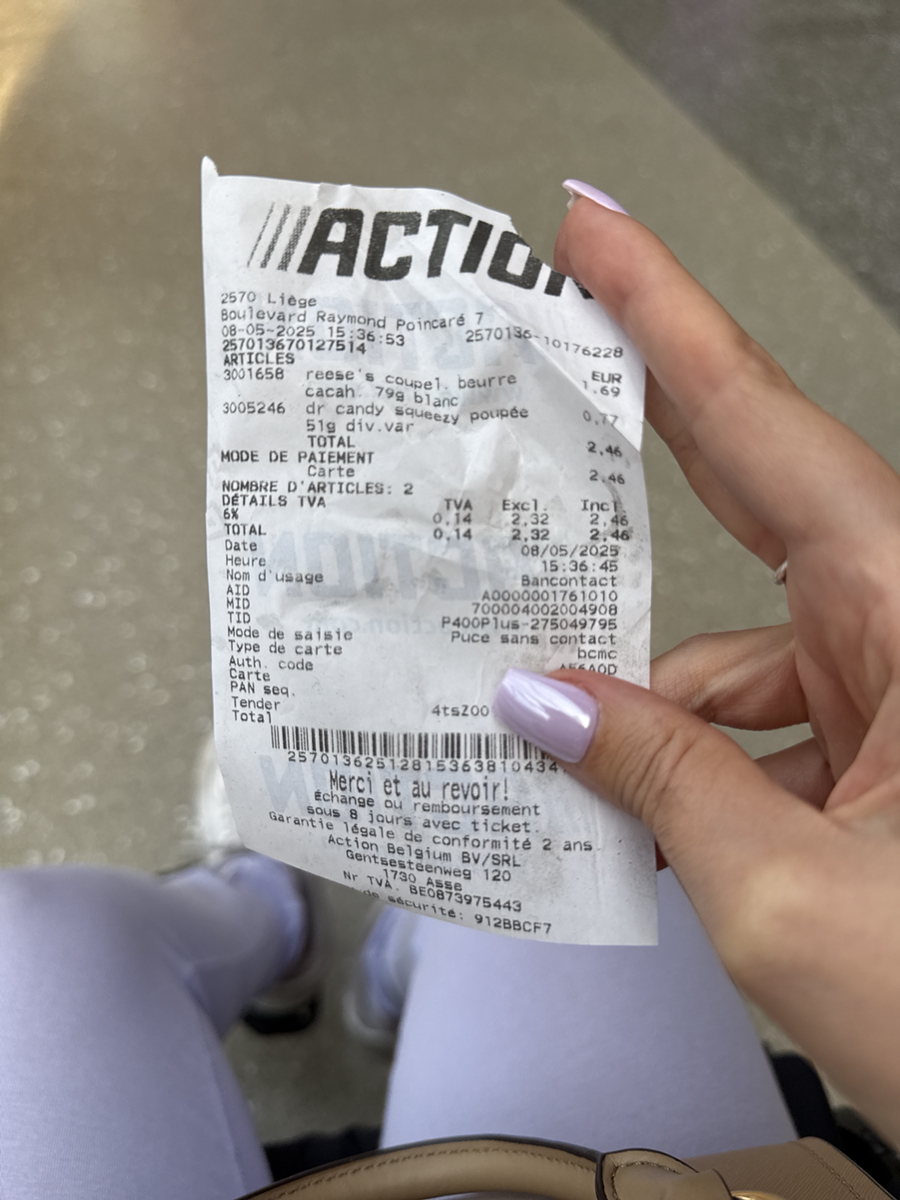 ACTION
2570 Liège
Boulevard Raymond Poincaré 7
08-05-2025 15:36:53 2570136-10176228
257013670127514
ARTICLES EUR
3001658 reese's coupel. beurre 1.69
cacah. 79g blanc
3005246 dr candy squeezy poupée 0,77
51g div.var
TOTAL 2,46
MODE DE PAIEMENT
Carte 2.46
NOMBRE D'ARTICLES: 2
DÉTAILS TVA TVA Excl. Incl.
6% 0,14 2,32 2,46
TOTAL 0,14 2,32 2,46
Date 08/05/2025
Heure 15:36:45
Nom d'usage Bancontact
AID A0000001761010
MID 700004002004908
TID P400Plus-275049795
Mode de saisie Puce sans contact
Type de carte bcmc
Auth. code
Carte
PAN seq.
Tender 4tsZ00
Total
Merci et au revoir!
Échange ou remboursement
sous 8 jours avec ticket.
Garantie légale de conformité 2 ans
Action Belgium BV/SRL
Gentsesteenweg 120
1730 Asse
Nr TVA. BE0873975443
de sécurité: 912BBCF7